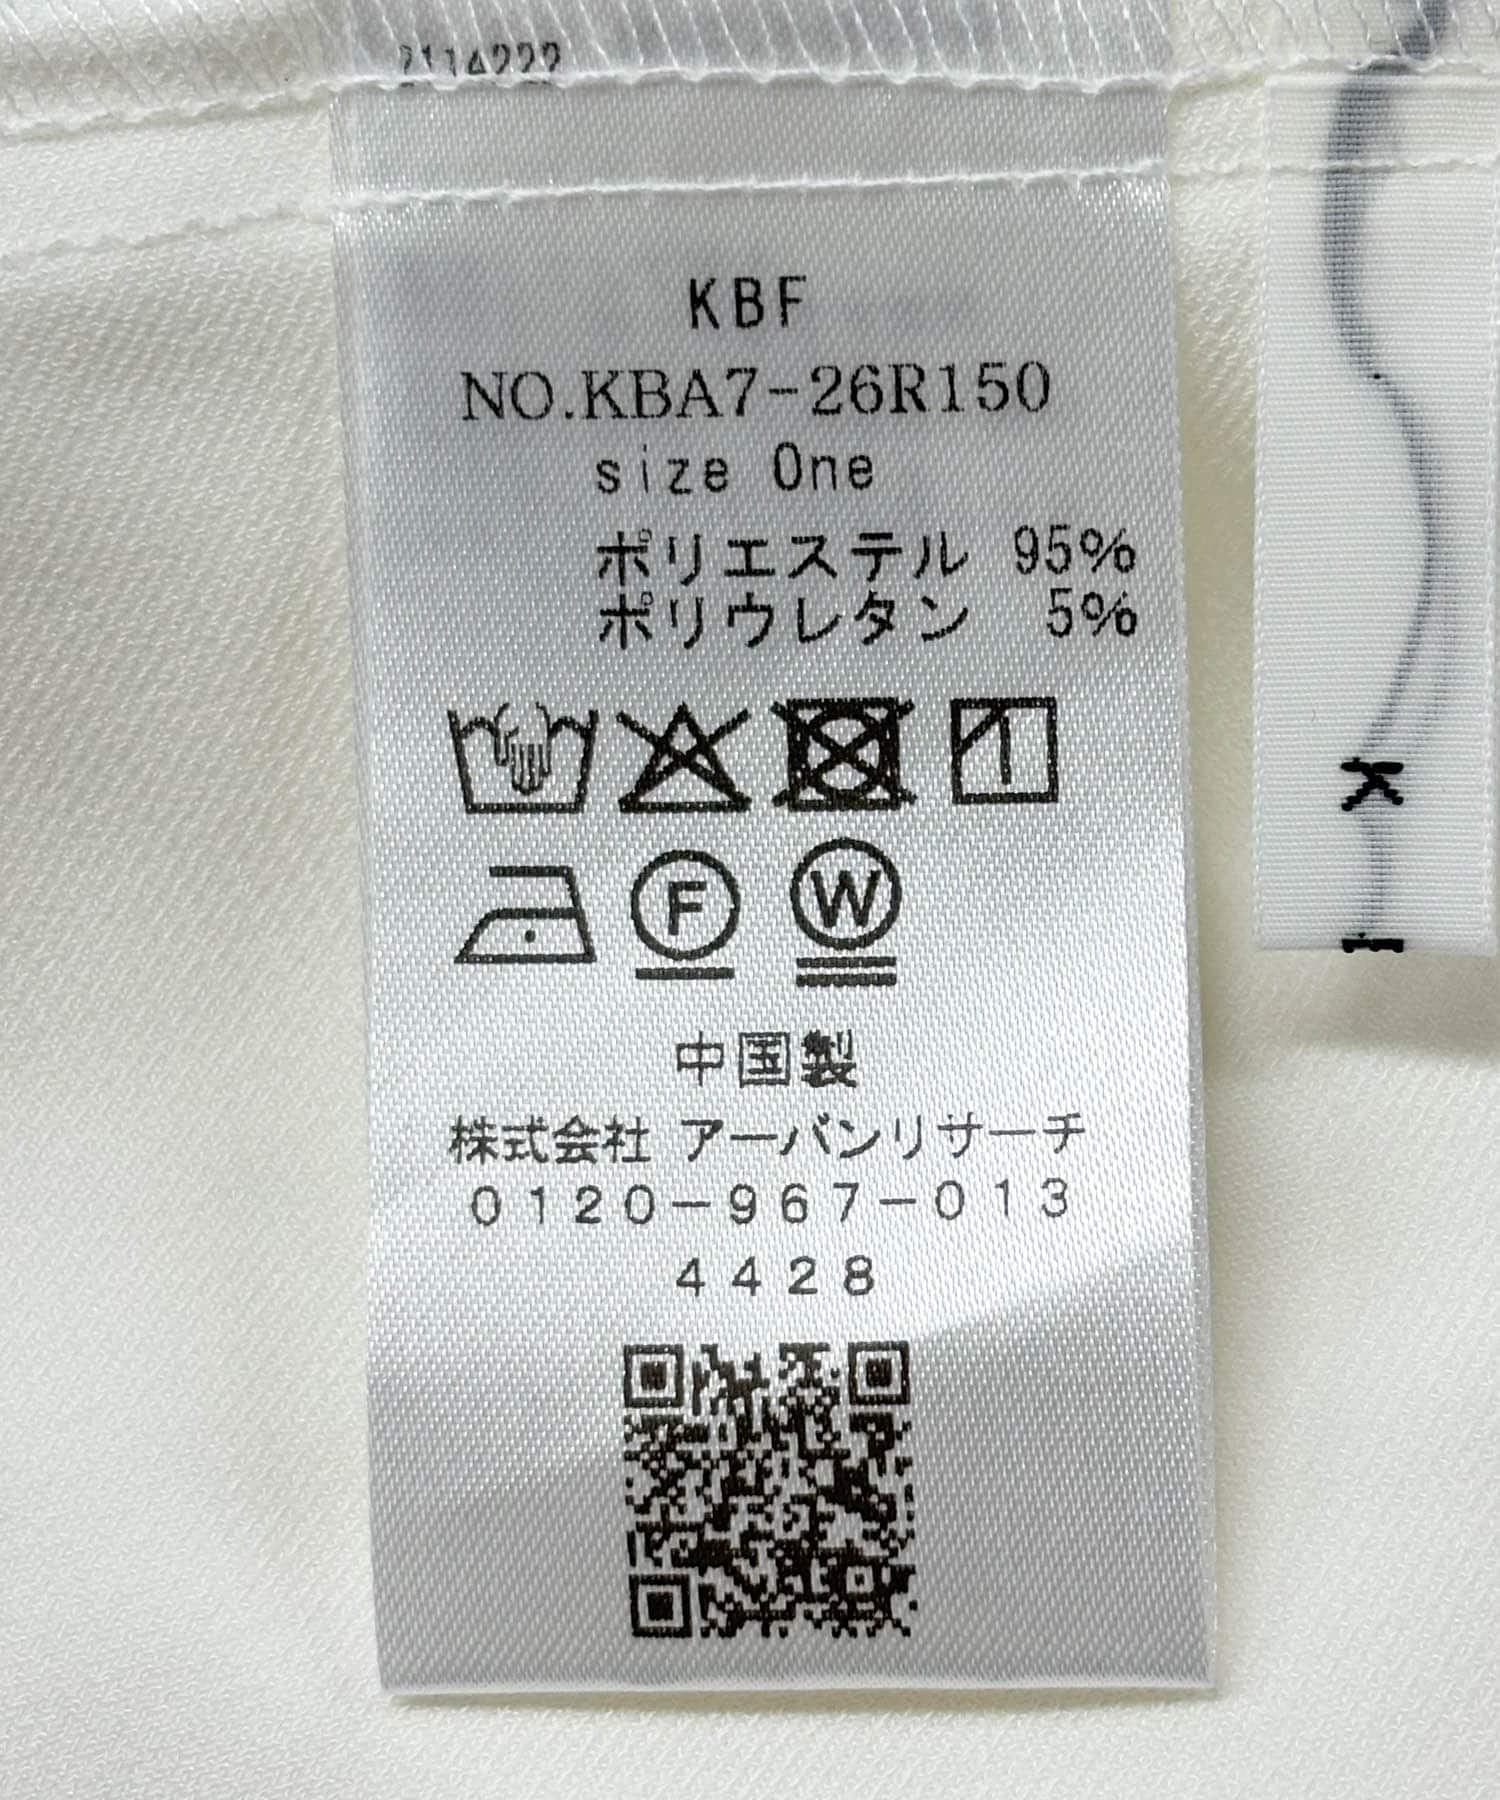 KBF
NO.KBA7-26R150
size One
ポリエステル 95%
ポリウレタン 5%
F
W
中国製
株式会社 アーバンリサーチ
0120-967-013
4428
K